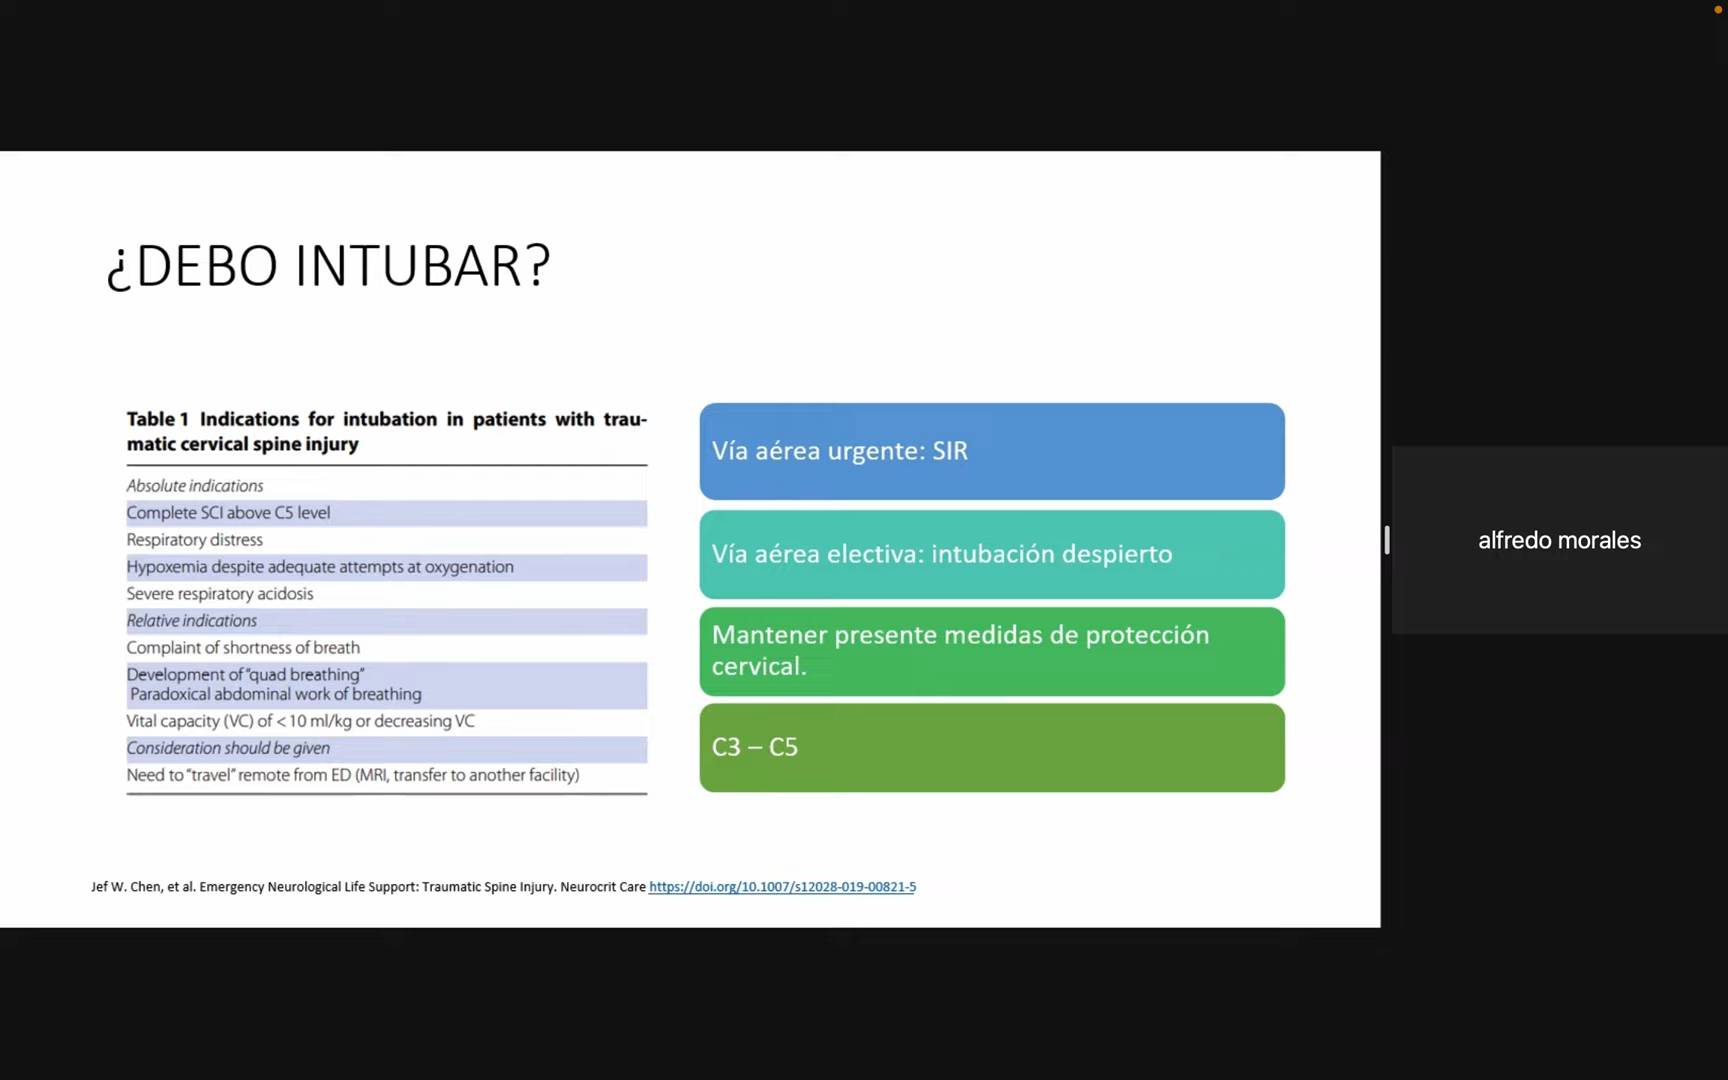 ¿DEBO INTUBAR?
Table 1 Indications for intubation in patients with trau-
matic cervical spine injury
Absolute indications
Complete SCI above C5 level
Respiratory distress
Hypoxemia despite adequate attempts at oxygenation
Severe respiratory acidosis
Relative indications
Complaint of shortness of breath
Development of "quad breathing"
Paradoxical abdominal work of breathing
Vital capacity (VC) of < 10 ml/kg or decreasing VC
Consideration should be given
Need to "travel" remote from ED (MRI, transfer to another facility)
Vía aérea urgente: SIR
Vía aérea electiva: intubación despierto
Mantener presente medidas de protección
cervical.
C3 – C5
Jef W. Chen, et al. Emergency Neurological Life Support: Traumatic Spine Injury. Neurocrit Care https://doi.org/10.1007/s12028-019-00821-5
alfredo morales